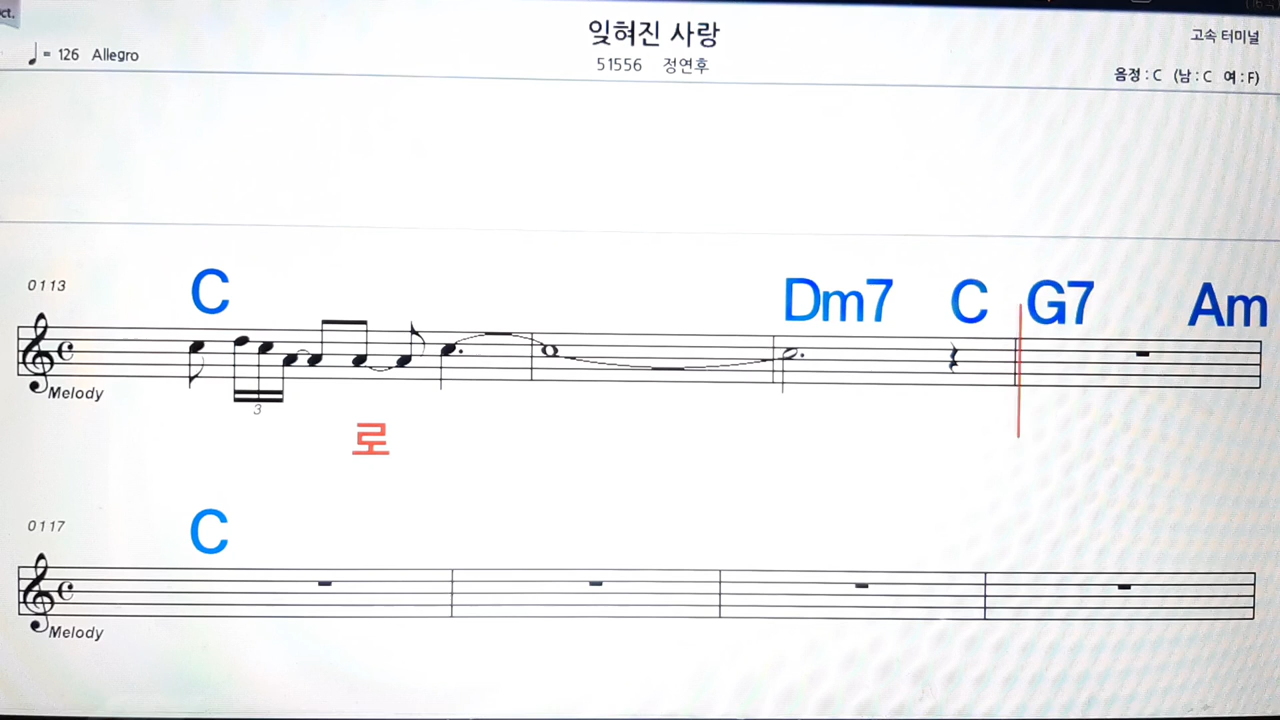 ct.
잊혀진 사랑
고속 터미널
♩= 126 Allegro
51556 정연후
음정 : C (남 : C 여 : F)
0113
C Dm7 C G7 Am
Melody
3
로
0117
C
Melody